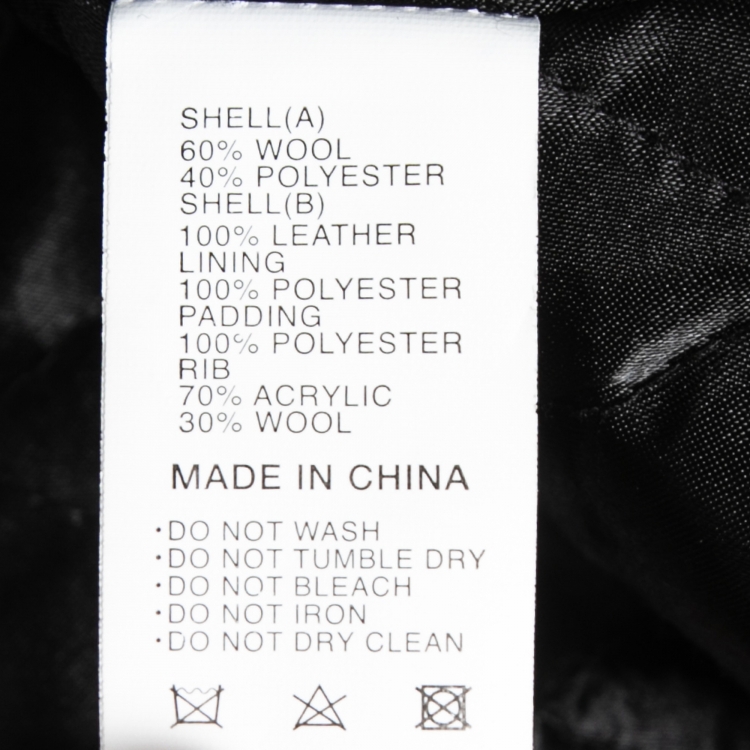 SHELL(A)
60% WOOL
40% POLYESTER
SHELL(B)
100% LEATHER
LINING
100% POLYESTER
PADDING
100% POLYESTER
RIB
70% ACRYLIC
30% WOOL
MADE IN CHINA
·DO NOT WASH
·DO NOT TUMBLE DRY
·DO NOT BLEACH
·DO NOT IRON
·DO NOT DRY CLEAN